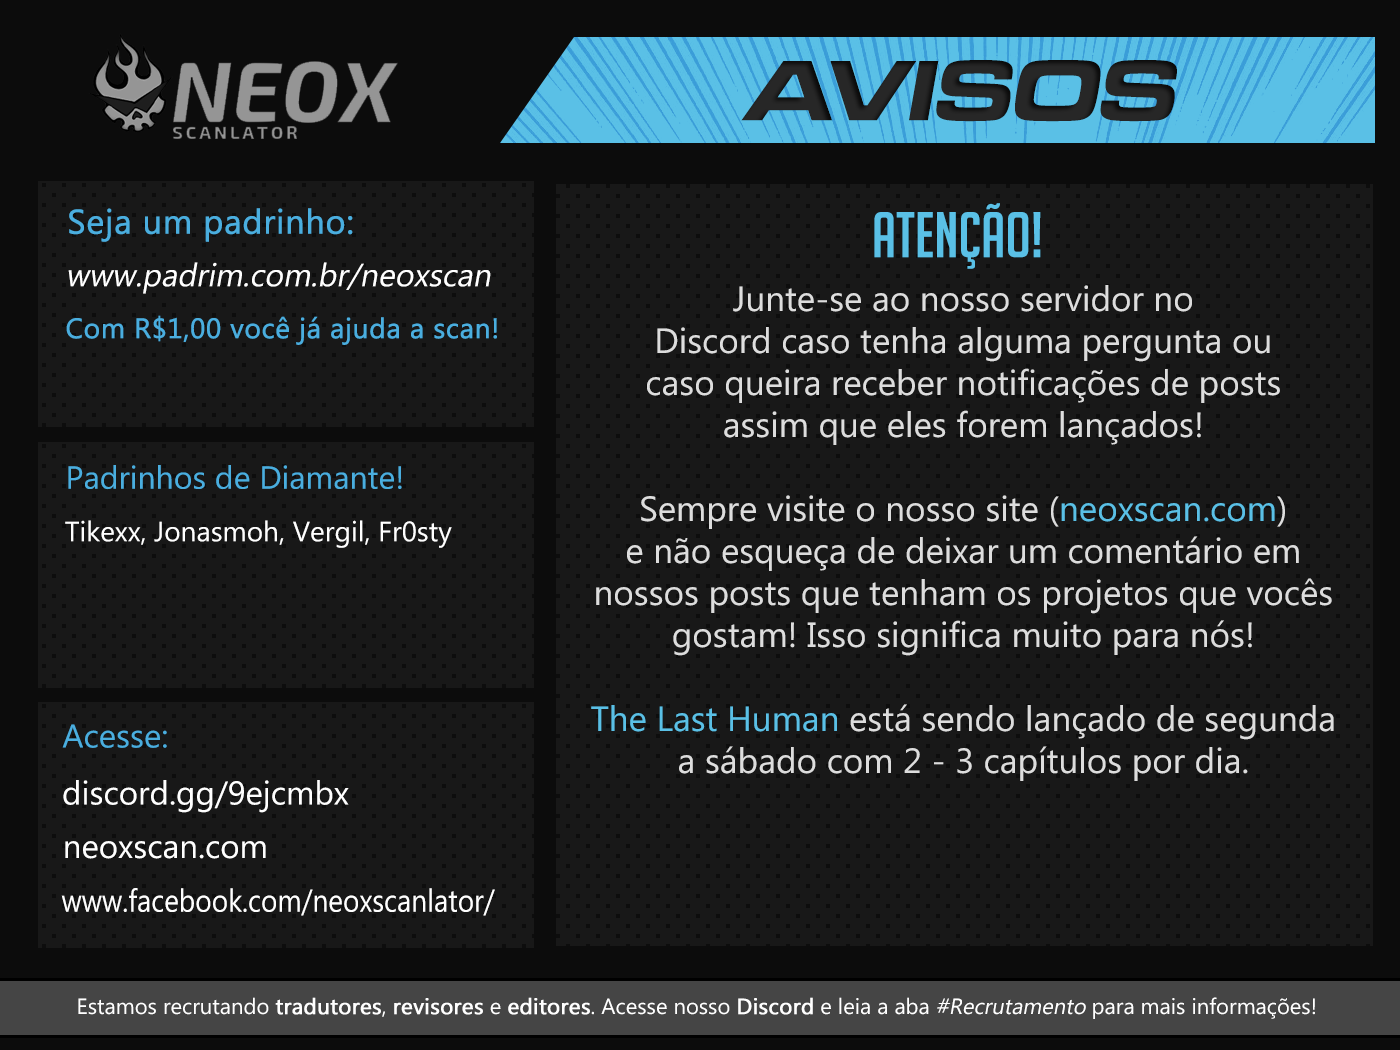 NEOX
SCANLATOR
AVISOS
Seja um padrinho:
www.padrim.com.br/neoxscan
Com R$1,00 você já ajuda a scan!
Padrinhos de Diamante!
Tikexx, Jonasmoh, Vergil, Fr0sty
Acesse:
discord.gg/9ejcmbx
neoxscan.com
www.facebook.com/neoxscanlator/
ATENÇÃO!
Junte-se ao nosso servidor no
Discord caso tenha alguma pergunta ou
caso queira receber notificações de posts
assim que eles forem lançados!
Sempre visite o nosso site (neoxscan.com)
e não esqueça de deixar um comentário em
nossos posts que tenham os projetos que vocês
gostam! Isso significa muito para nós!
The Last Human está sendo lançado de segunda
a sábado com 2 - 3 capítulos por dia.
Estamos recrutando tradutores, revisores e editores. Acesse nosso Discord e leia a aba #Recrutamento para mais informações!